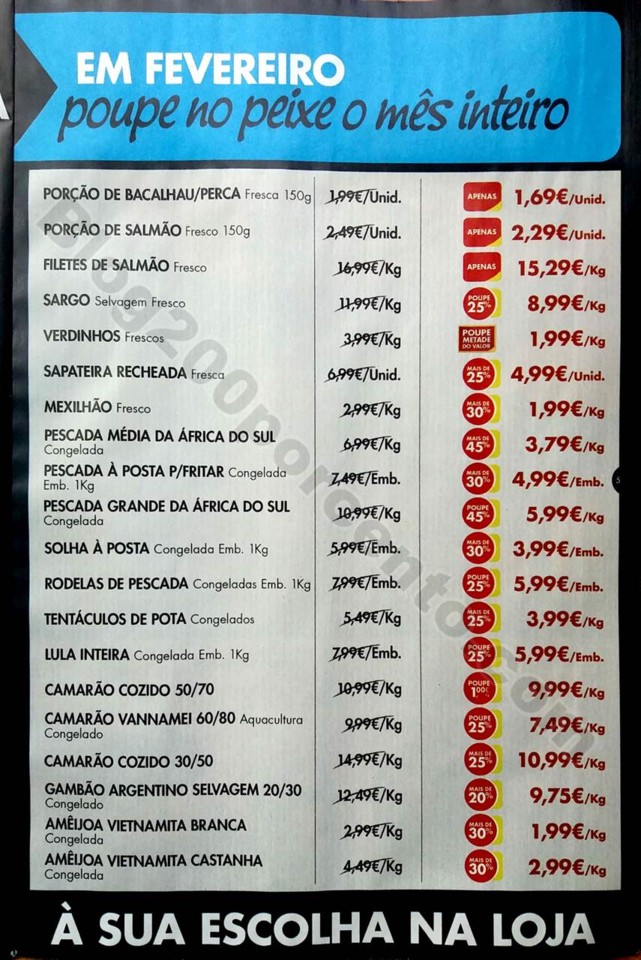 A
EM FEVEREIRO
poupe no peixe o mês inteiro
PORÇÃO DE BACALHAU/PERCA Fresca 150g 1,99€/Unid. APENAS 1,69€/Unid.
PORÇÃO DE SALMÃO Fresco 150g 2,49€/Unid. APENAS 2,29€/Unid.
FILETES DE SALMÃO Fresco 16,99€/Kg APENAS 15,29€/Kg
SARGO Selvagem Fresco 11,99€/Kg POUPE 25% 8,99€/Kg
VERDINHOS Frescos 3,99€/Kg POUPE METADE DO VALOR 1,99€/Kg
SAPATEIRA RECHEADA Fresca 6,99€/Unid. MAIS DE 25% 4,99€/Unid.
MEXILHÃO Fresco 2,99€/Kg MAIS DE 30% 1,99€/Kg
PESCADA MÉDIA DA ÁFRICA DO SUL
Congelada 6,99€/Kg MAIS DE 45% 3,79€/Kg
PESCADA À POSTA P/FRITAR Congelada
Emb. 1Kg 7,49€/Emb. MAIS DE 30% 4,99€/Emb.
PESCADA GRANDE DA ÁFRICA DO SUL
Congelada 10,99€/Kg POUPE 45% 5,99€/Kg
SOLHA À POSTA Congelada Emb. 1Kg 5,99€/Emb. MAIS DE 30% 3,99€/Emb.
RODELAS DE PESCADA Congeladas Emb. 1Kg 7,99€/Emb. POUPE 25% 5,99€/Emb.
TENTÁCULOS DE POTA Congelados 5,49€/Kg MAIS DE 25% 3,99€/Kg
LULA INTEIRA Congelada Emb. 1Kg 7,99€/Emb. POUPE 25% 5,99€/Emb.
CAMARÃO COZIDO 50/70 10,99€/Kg POUPE 1,00€ 9,99€/Kg
CAMARÃO VANNAMEI 60/80 Aquacultura
Congelado 9,99€/Kg POUPE 25% 7,49€/Kg
CAMARÃO COZIDO 30/50 14,99€/Kg MAIS DE 25% 10,99€/Kg
GAMBÃO ARGENTINO SELVAGEM 20/30
Congelado 12,49€/Kg MAIS DE 20% 9,75€/Kg
AMÊIJOA VIETNAMITA BRANCA
Congelada 2,99€/Kg MAIS DE 30% 1,99€/Kg
AMÊIJOA VIETNAMITA CASTANHA
Congelada 4,49€/Kg MAIS DE 30% 2,99€/Kg
5
À SUA ESCOLHA NA LOJA
Blog200porcento.com